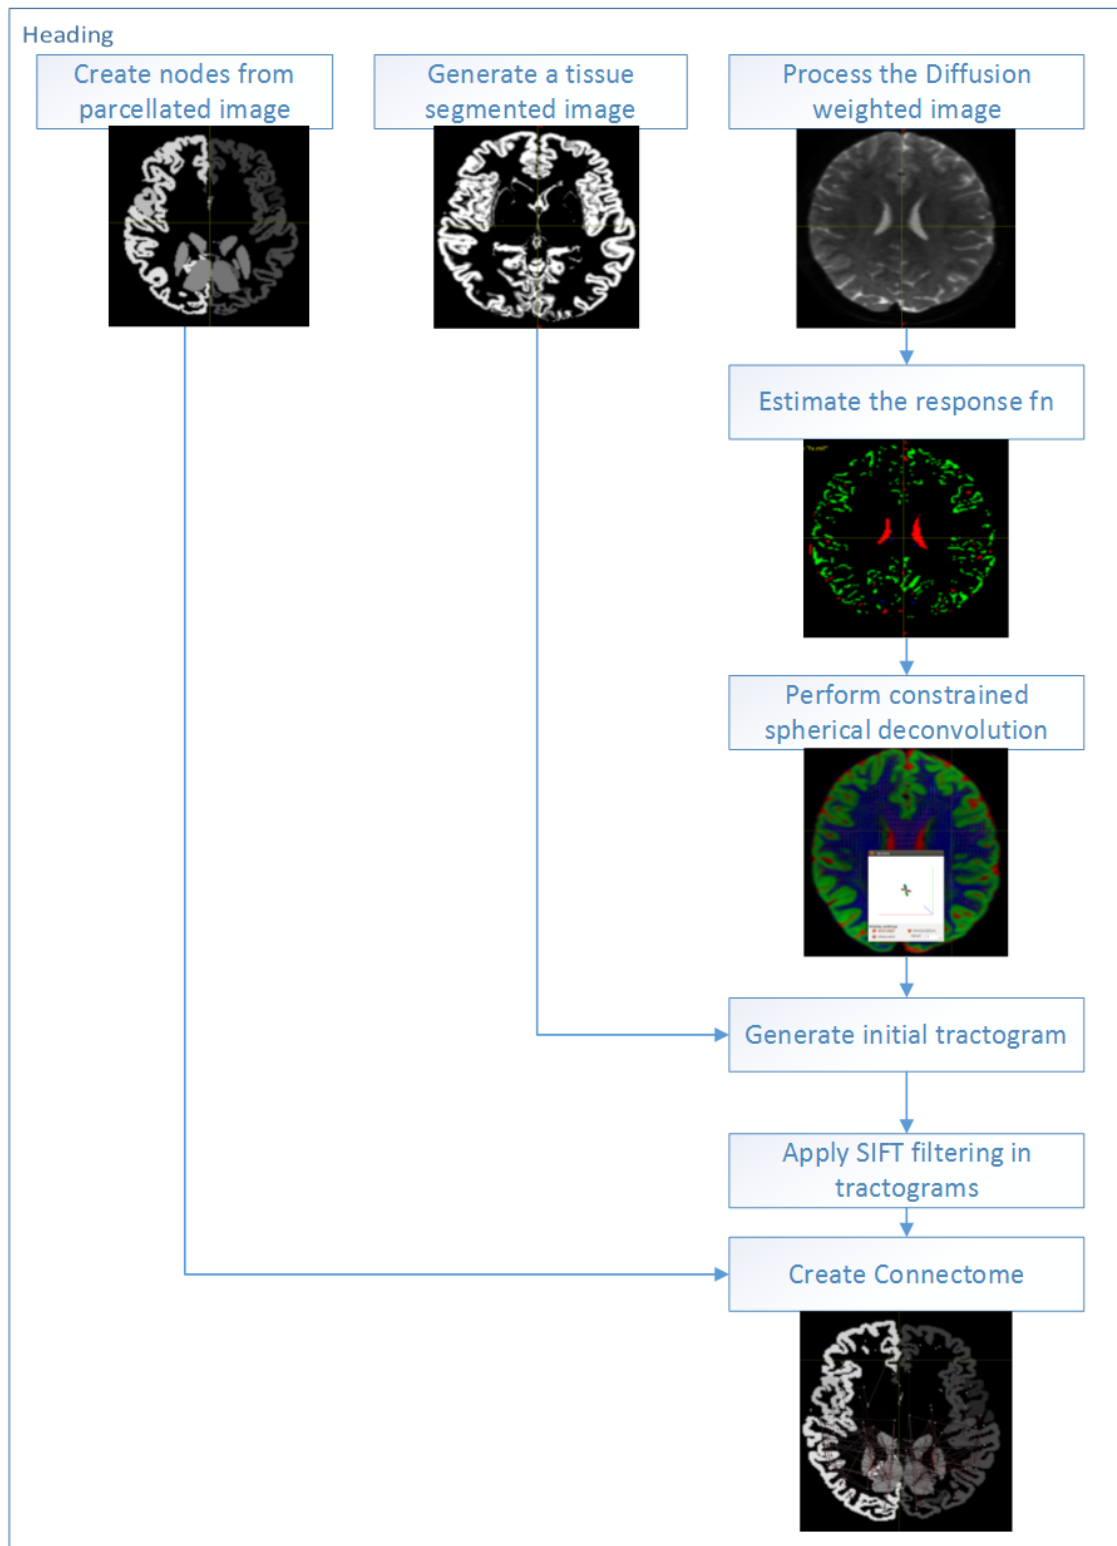 Heading
Create nodes from
parcellated image
Generate a tissue
segmented image
Process the Diffusion
weighted image
Estimate the response fn
Perform constrained
spherical deconvolution
Generate initial tractogram
Apply SIFT filtering in
tractograms
Create Connectome